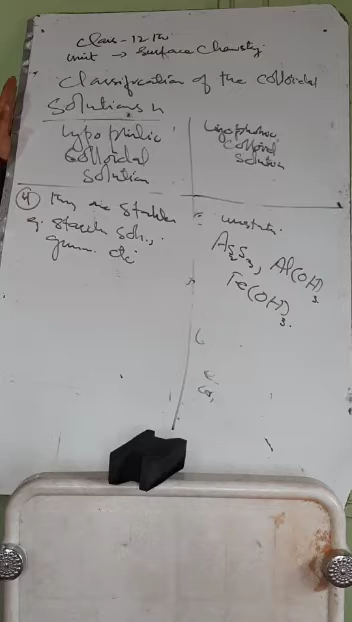 Class-12th
unit → Surface Chemistry
Classification of the colloidal
Solutions
Lyophilic
Colloidal
Solution
Lyophobic
Colloidal
Solution
④ They are Stable
eg. starch soln.,
gum. etc
As₂S₃, Al(OH)₃
Fe(OH)₃.